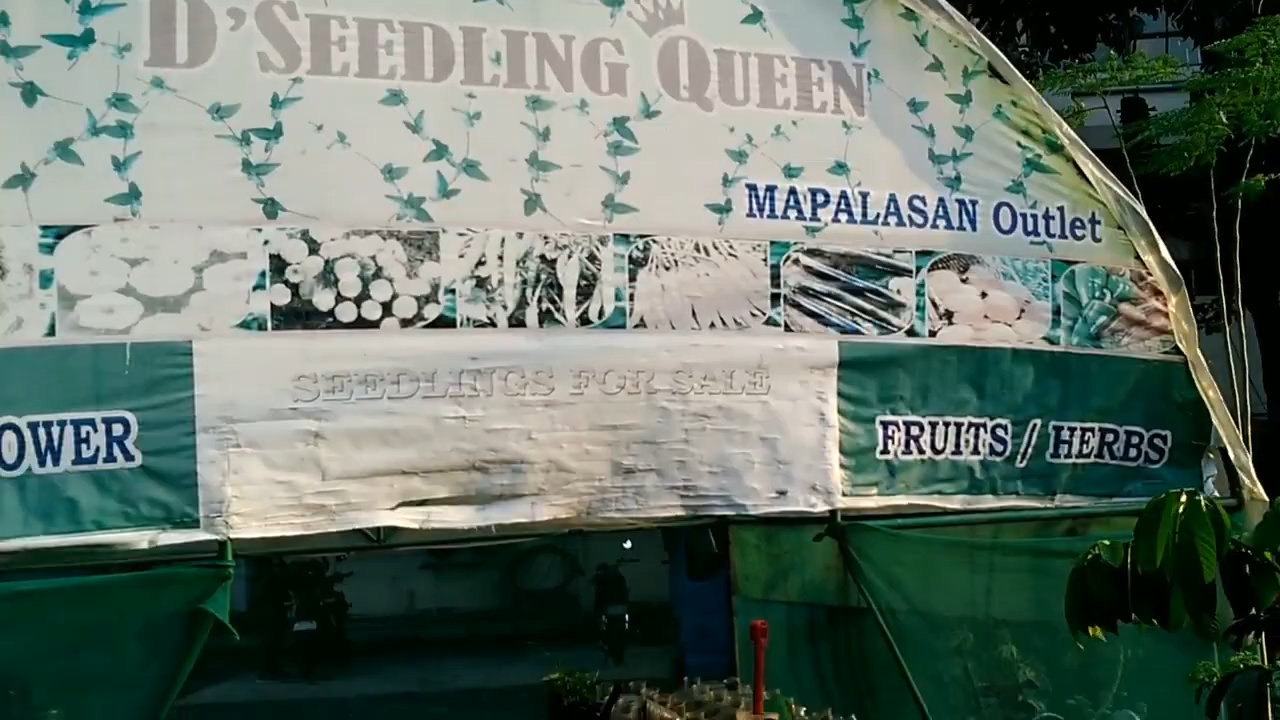 D'SEEDLING QUEEN
MAPALASAN Outlet
SEEDLINGS FOR SALE
OWER
FRUITS / HERBS